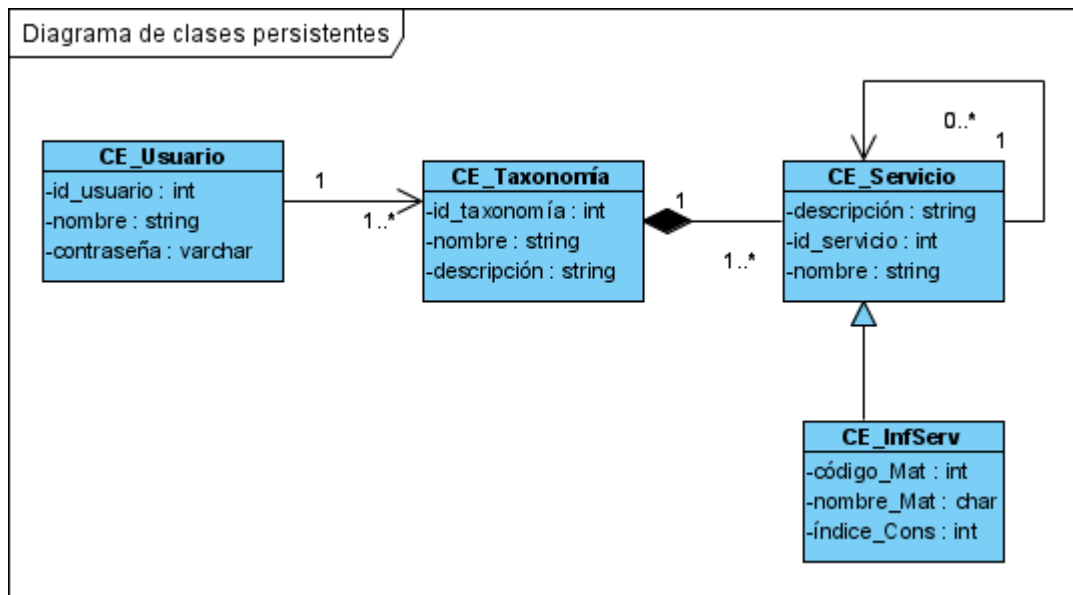 Diagrama de clases persistentes
CE_Usuario
-id_usuario : int
-nombre : string
-contraseña : varchar
1
1..*
CE_Taxonomía
-id_taxonomía : int
-nombre : string
-descripción : string
1
1..*
0..*
1
CE_Servicio
-descripción : string
-id_servicio : int
-nombre : string
CE_InfServ
-código_Mat : int
-nombre_Mat : char
-índice_Cons : int